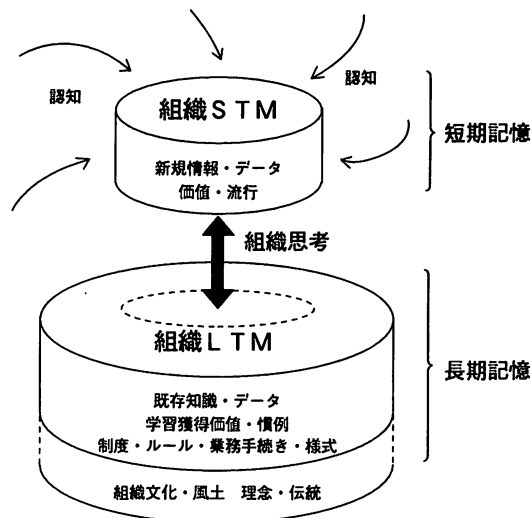 認知
認知
組織STM
短期記憶
新規情報・データ
価値・流行
組織思考
組織LTM
長期記憶
既存知識・データ
学習獲得価値・慣例
制度・ルール・業務手続き・様式
組織文化・風土 理念・伝統